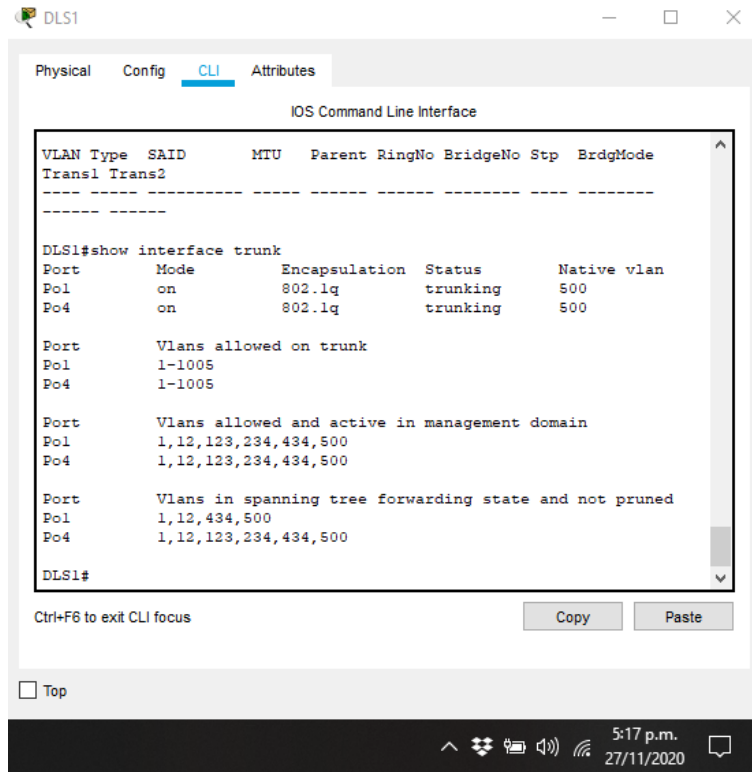 DLS1
Physical Config CLI Attributes
IOS Command Line Interface
VLAN Type SAID MTU Parent RingNo BridgeNo Stp BrdgMode
Trans1 Trans2
---- ----- ---------- ----- ------ ------ -------- ---- --------
------ ------
DLS1#show interface trunk
Port Mode Encapsulation Status Native vlan
Po1 on 802.1q trunking 500
Po4 on 802.1q trunking 500
Port Vlans allowed on trunk
Po1 1-1005
Po4 1-1005
Port Vlans allowed and active in management domain
Po1 1,12,123,234,434,500
Po4 1,12,123,234,434,500
Port Vlans in spanning tree forwarding state and not pruned
Po1 1,12,434,500
Po4 1,12,123,234,434,500
DLS1#
Ctrl+F6 to exit CLI focus
Copy Paste
Top
5:17 p.m.
27/11/2020